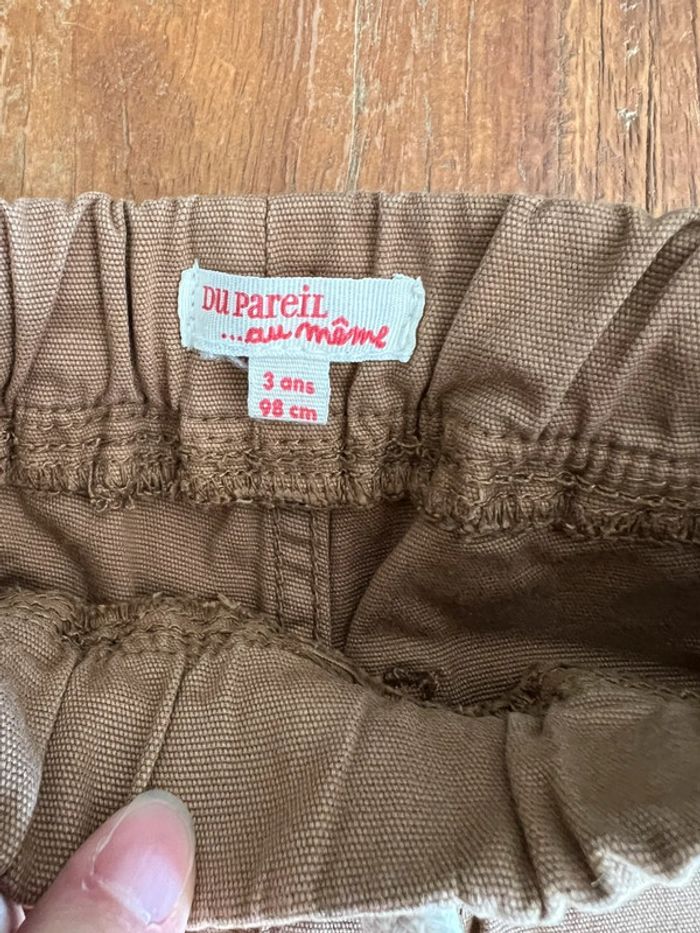 DU PAREIL
...au même
3 ans
98 cm